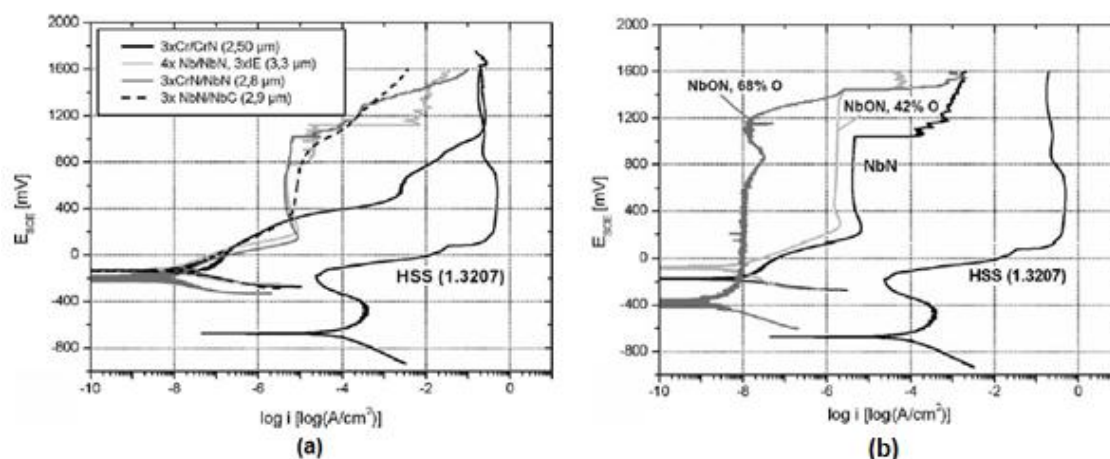 2000
1600
1200
800
400
0
-400
-800
E_SCE [mV]
3xCr/CrN (2,50 µm)
4x Nb/NbN, 3xIE (3,3 µm)
3xCrN/NbN (2,8 µm)
3x NbN/NbC (2,9 µm)
HSS (1.3207)
-10 -8 -6 -4 -2 0
log i [log(A/cm²)]
(a)
2000
1600
1200
800
400
0
-400
-800
E_SCE [mV]
NbON, 68% O
NbON, 42% O
NbN
HSS (1.3207)
-10 -8 -6 -4 -2 0
log i [log(A/cm²)]
(b)